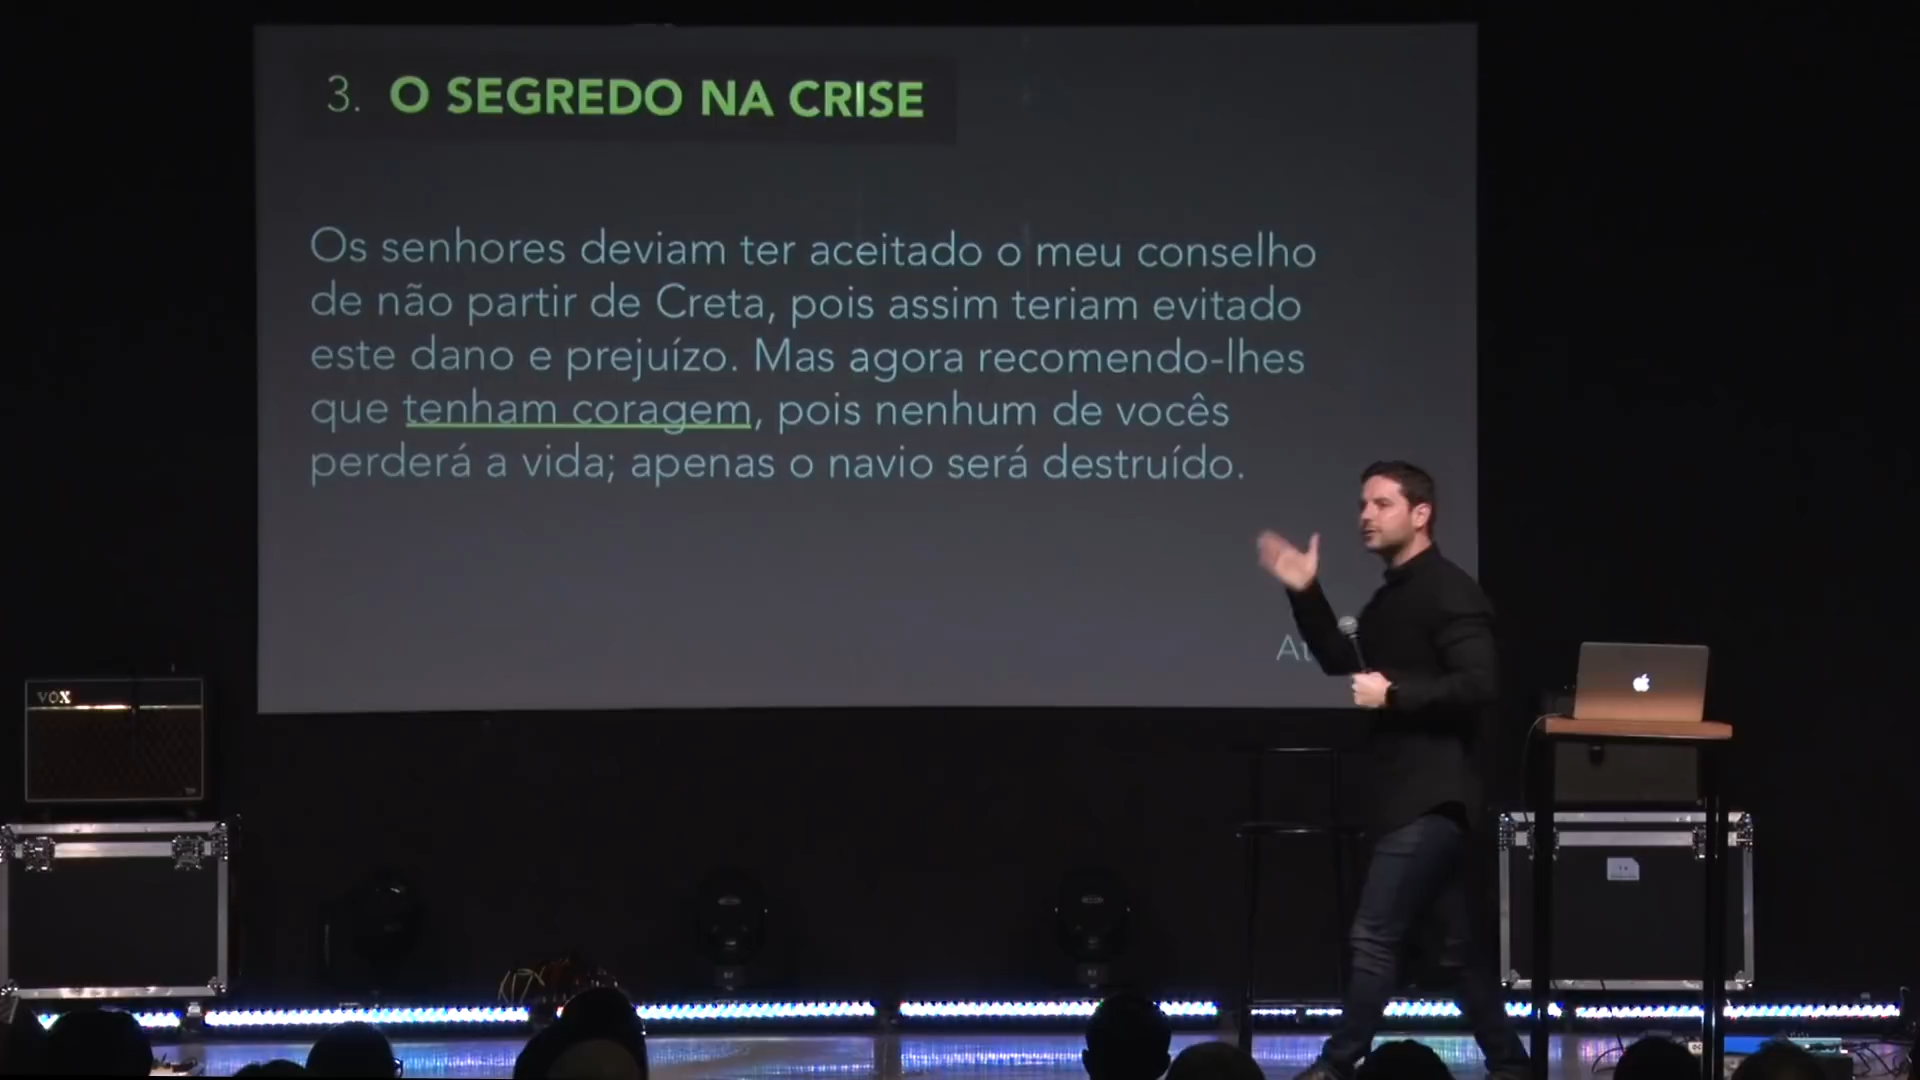 3. O SEGREDO NA CRISE
Os senhores deviam ter aceitado o meu conselho
de não partir de Creta, pois assim teriam evitado
este dano e prejuízo. Mas agora recomendo-lhes
que tenham coragem, pois nenhum de vocês
perderá a vida; apenas o navio será destruído.
VOX